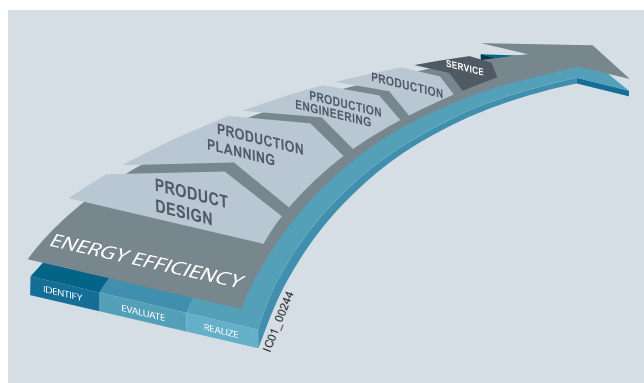 SERVICE
PRODUCTION
PRODUCTION
ENGINEERING
PRODUCTION
PLANNING
PRODUCT
DESIGN
ENERGY EFFICIENCY
IDENTIFY
EVALUATE
REALIZE
IC01_00244